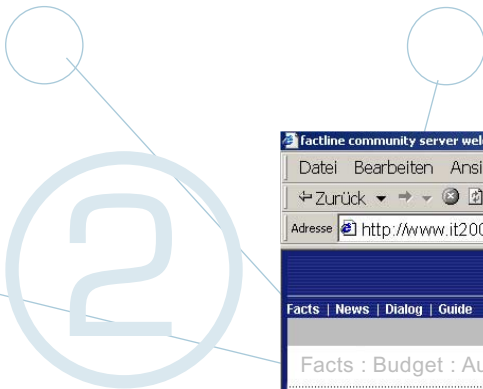 2
factline community server wel
Datei Bearbeiten Ansi
Zurück
Adresse http://www.it200
Facts | News | Dialog | Guide
Facts : Budget : Au